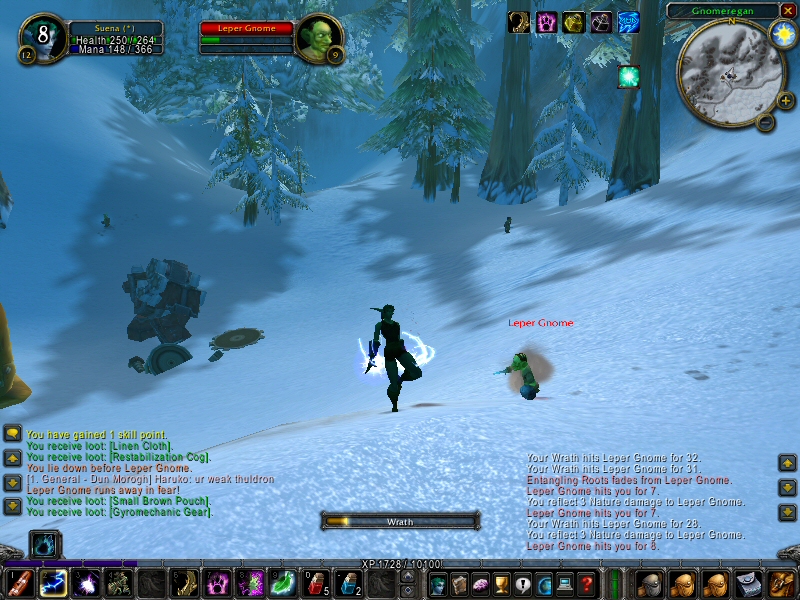 Suena (*)
Health 250 / 264
Mana 148 / 366
8
12
Leper Gnome
9
Gnomeregan
N
Leper Gnome
You have gained 1 skill point.
You receive loot: [Linen Cloth].
You receive loot: [Restabilization Cog].
You lie down before Leper Gnome.
[1. General - Dun Morogh] Haruko: ur weak thuldron
Leper Gnome runs away in fear!
You receive loot: [Small Brown Pouch].
You receive loot: [Gyromechanic Gear].
Your Wrath hits Leper Gnome for 32.
Your Wrath hits Leper Gnome for 31.
Entangling Roots fades from Leper Gnome.
Leper Gnome hits you for 7.
You reflect 3 Nature damage to Leper Gnome.
Leper Gnome hits you for 7.
Your Wrath hits Leper Gnome for 28.
You reflect 3 Nature damage to Leper Gnome.
Leper Gnome hits you for 8.
Wrath
XP 1728 / 10100
5
2